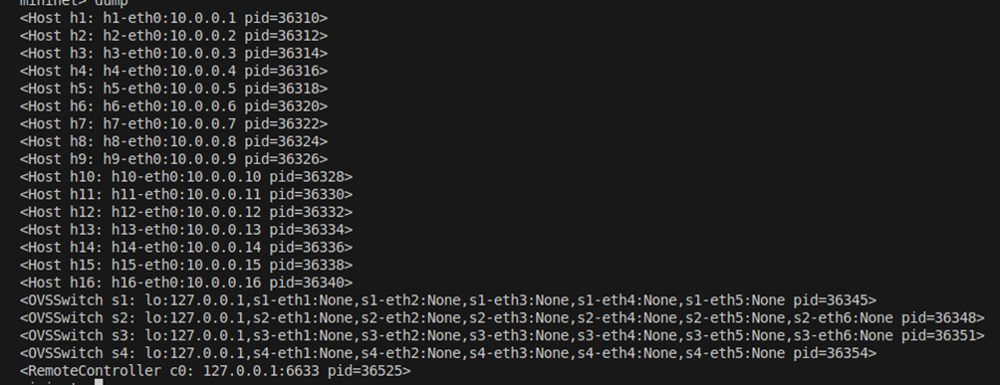 mininet> dump
<Host h1: h1-eth0:10.0.0.1 pid=36310>
<Host h2: h2-eth0:10.0.0.2 pid=36312>
<Host h3: h3-eth0:10.0.0.3 pid=36314>
<Host h4: h4-eth0:10.0.0.4 pid=36316>
<Host h5: h5-eth0:10.0.0.5 pid=36318>
<Host h6: h6-eth0:10.0.0.6 pid=36320>
<Host h7: h7-eth0:10.0.0.7 pid=36322>
<Host h8: h8-eth0:10.0.0.8 pid=36324>
<Host h9: h9-eth0:10.0.0.9 pid=36326>
<Host h10: h10-eth0:10.0.0.10 pid=36328>
<Host h11: h11-eth0:10.0.0.11 pid=36330>
<Host h12: h12-eth0:10.0.0.12 pid=36332>
<Host h13: h13-eth0:10.0.0.13 pid=36334>
<Host h14: h14-eth0:10.0.0.14 pid=36336>
<Host h15: h15-eth0:10.0.0.15 pid=36338>
<Host h16: h16-eth0:10.0.0.16 pid=36340>
<OVSSwitch s1: lo:127.0.0.1,s1-eth1:None,s1-eth2:None,s1-eth3:None,s1-eth4:None,s1-eth5:None pid=36345>
<OVSSwitch s2: lo:127.0.0.1,s2-eth1:None,s2-eth2:None,s2-eth3:None,s2-eth4:None,s2-eth5:None,s2-eth6:None pid=36348>
<OVSSwitch s3: lo:127.0.0.1,s3-eth1:None,s3-eth2:None,s3-eth3:None,s3-eth4:None,s3-eth5:None,s3-eth6:None pid=36351>
<OVSSwitch s4: lo:127.0.0.1,s4-eth1:None,s4-eth2:None,s4-eth3:None,s4-eth4:None,s4-eth5:None pid=36354>
<RemoteController c0: 127.0.0.1:6633 pid=36525>